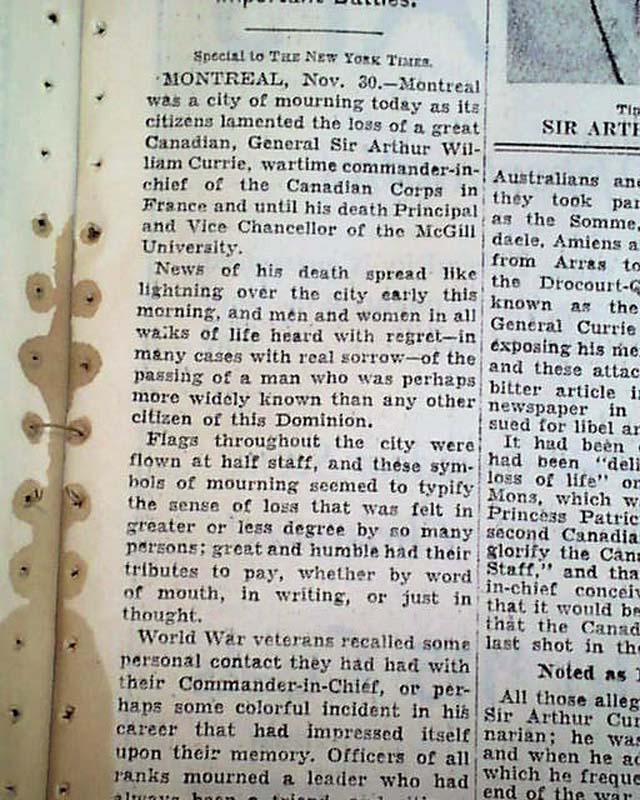 Important Battles.
Special to THE NEW YORK TIMES.
MONTREAL, Nov. 30.—Montreal
was a city of mourning today as its
citizens lamented the loss of a great
Canadian, General Sir Arthur Wil-
liam Currie, wartime commander-in-
chief of the Canadian Corps in
France and until his death Principal
and Vice Chancellor of the McGill
University.
News of his death spread like
lightning over the city early this
morning, and men and women in all
walks of life heard with regret—in
many cases with real sorrow—of the
passing of a man who was perhaps
more widely known than any other
citizen of this Dominion.
Flags throughout the city were
flown at half staff, and these sym-
bols of mourning seemed to typify
the sense of loss that was felt in
greater or less degree by so many
persons; great and humble had their
tributes to pay, whether by word
of mouth, in writing, or just in
thought.
World War veterans recalled some
personal contact they had had with
their Commander-in-Chief, or per-
haps some colorful incident in his
career that had impressed itself
upon their memory. Officers of all
ranks mourned a leader who had
always been a friend, and
Tim
SIR ARTH
Australians and
they took par
as the Somme,
daele, Amiens a
from Arras to
the Drocourt-Q
known as the
General Currie
exposing his me
and these attac
bitter article i
newspaper in
sued for libel an
It had been
had been "deli
loss of life" on
Mons, which w
Princess Patric
second Canadia
glorify the Can
Staff," and tha
in-chief conceiv
that it would be
that the Canad
last shot in the
Noted as
All those alleg
Sir Arthur Cur
narian; he was
and when he ad
which he freque
end of the war